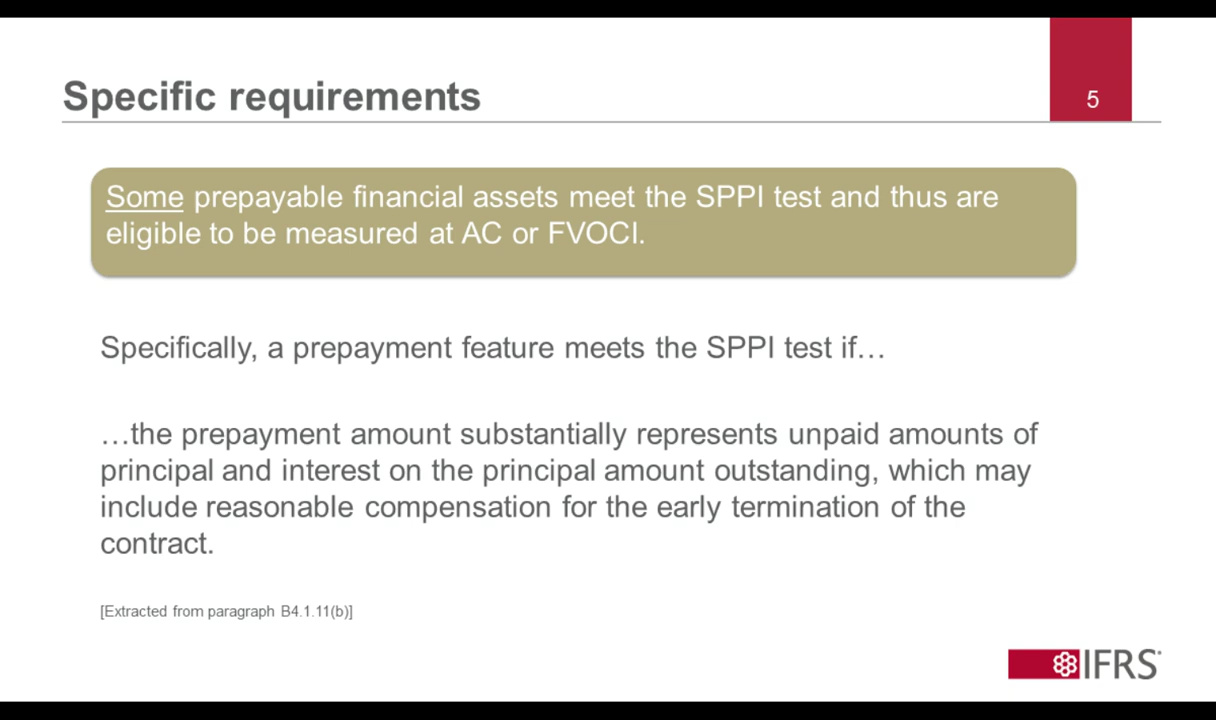 Specific requirements
5
Some prepayable financial assets meet the SPPI test and thus are
eligible to be measured at AC or FVOCI.
Specifically, a prepayment feature meets the SPPI test if…
…the prepayment amount substantially represents unpaid amounts of
principal and interest on the principal amount outstanding, which may
include reasonable compensation for the early termination of the
contract.
[Extracted from paragraph B4.1.11(b)]
IFRS